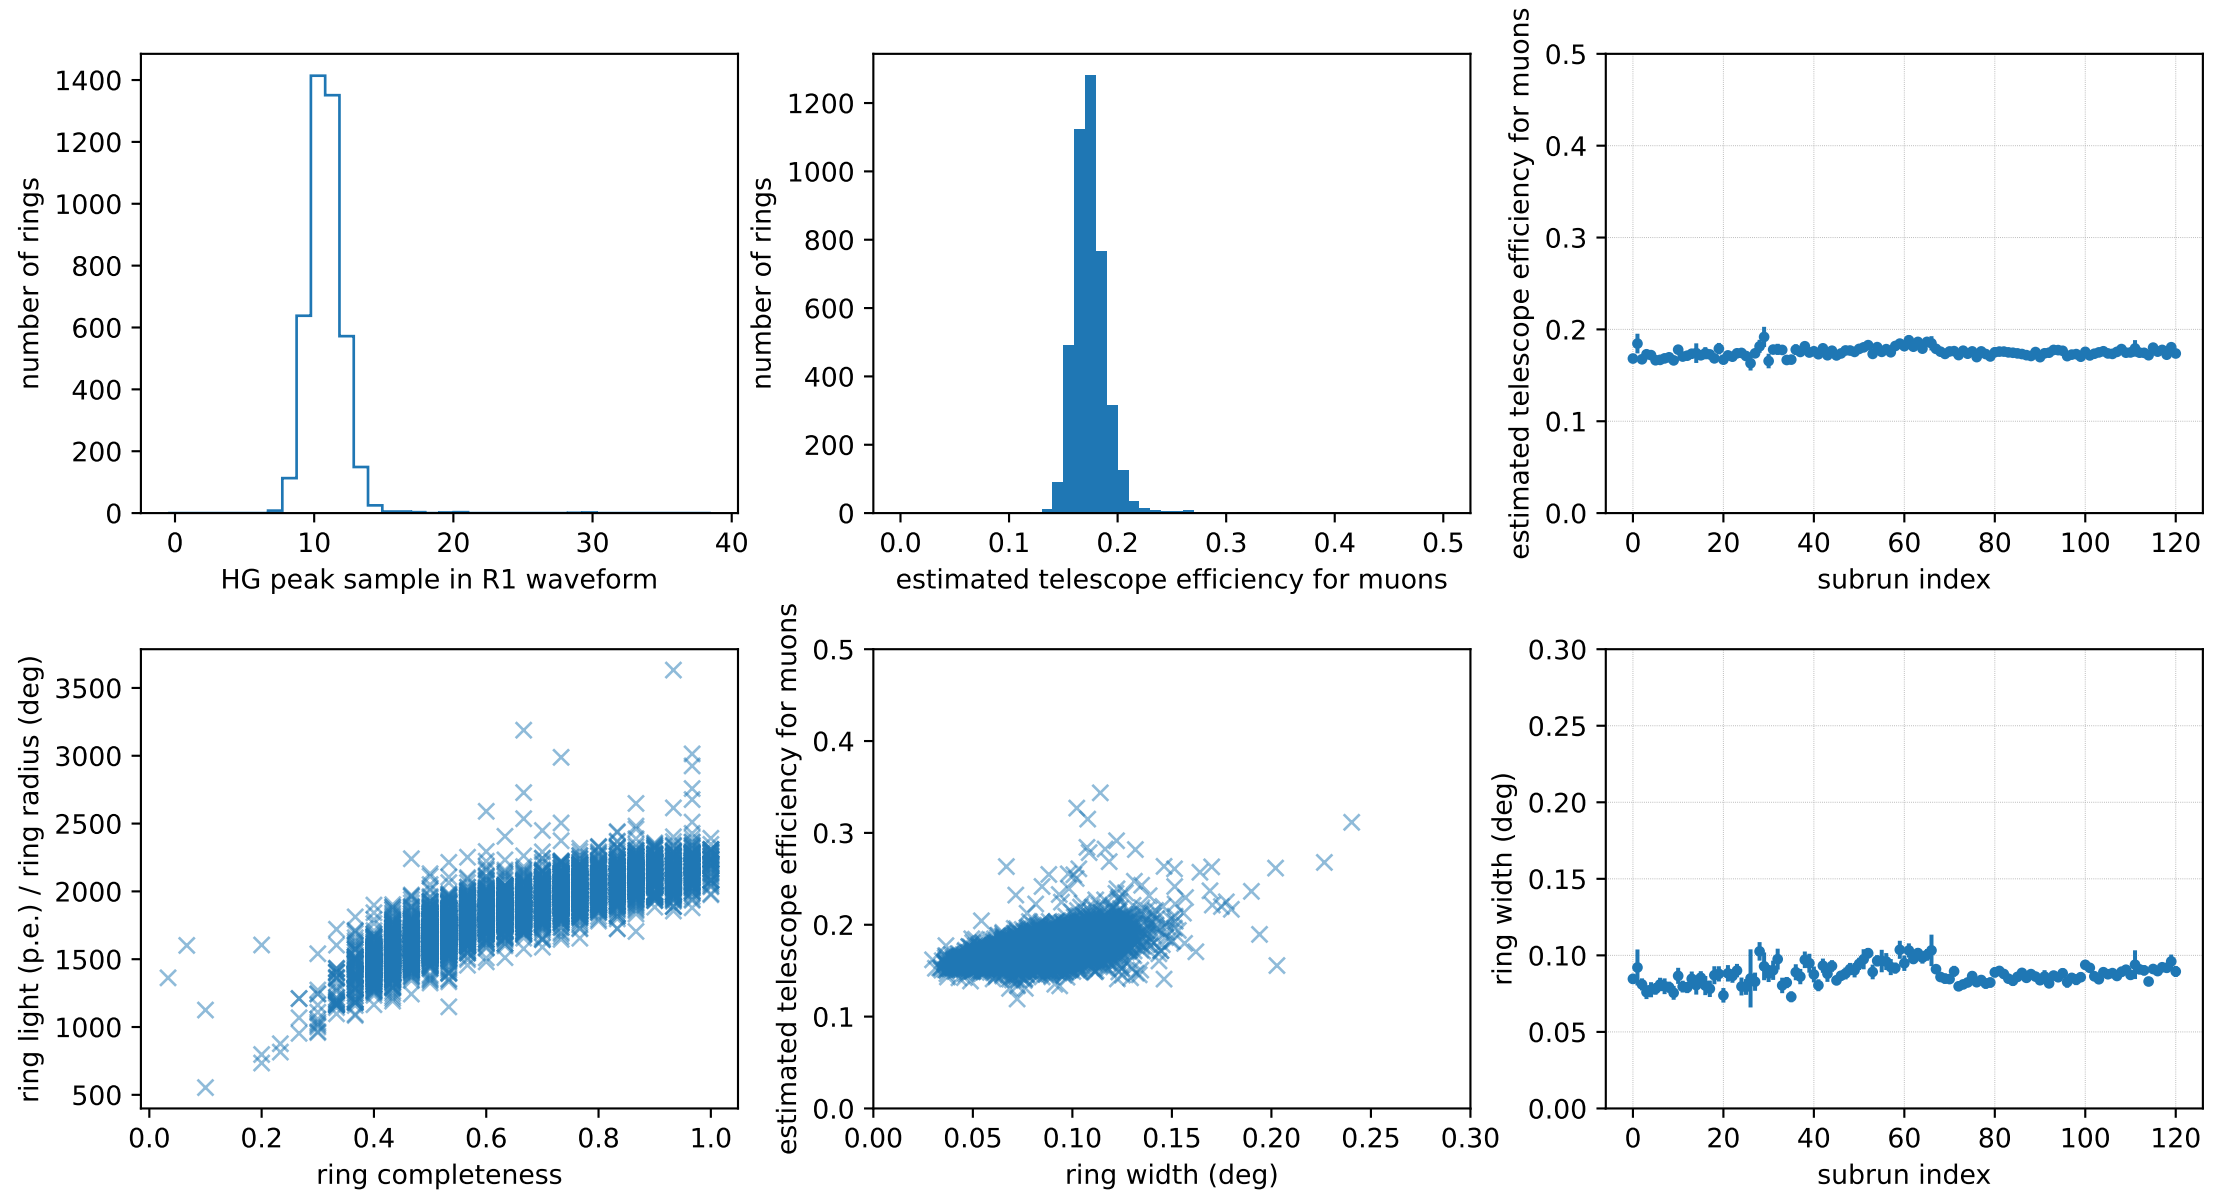 1400
1200
1000
800
600
400
200
0
number of rings
0 10 20 30 40
HG peak sample in R1 waveform
1200
1000
800
600
400
200
0
number of rings
0.0 0.1 0.2 0.3 0.4 0.5
estimated telescope efficiency for muons
0.5
0.4
0.3
0.2
0.1
0.0
estimated telescope efficiency for muons
0 20 40 60 80 100 120
subrun index
3500
3000
2500
2000
1500
1000
500
ring light (p.e.) / ring radius (deg)
0.0 0.2 0.4 0.6 0.8 1.0
ring completeness
0.5
0.4
0.3
0.2
0.1
0.0
estimated telescope efficiency for muons
0.00 0.05 0.10 0.15 0.20 0.25 0.30
ring width (deg)
0.30
0.25
0.20
0.15
0.10
0.05
0.00
ring width (deg)
0 20 40 60 80 100 120
subrun index